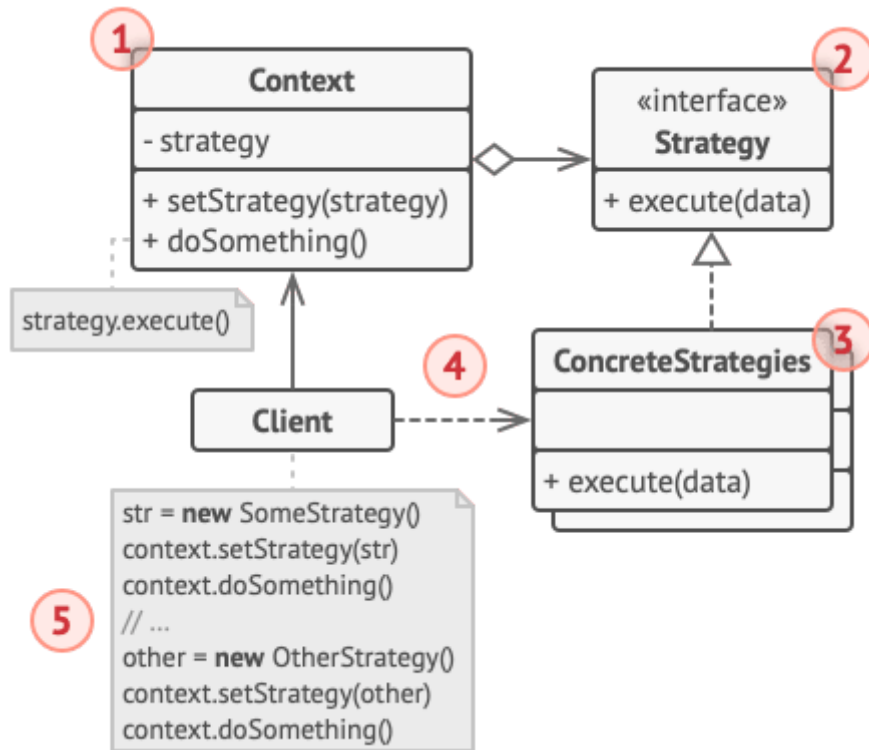 1
Context
- strategy
+ setStrategy(strategy)
+ doSomething()
2
«interface»
Strategy
+ execute(data)
strategy.execute()
3
ConcreteStrategies
+ execute(data)
4
Client
5
str = new SomeStrategy()
context.setStrategy(str)
context.doSomething()
// ...
other = new OtherStrategy()
context.setStrategy(other)
context.doSomething()